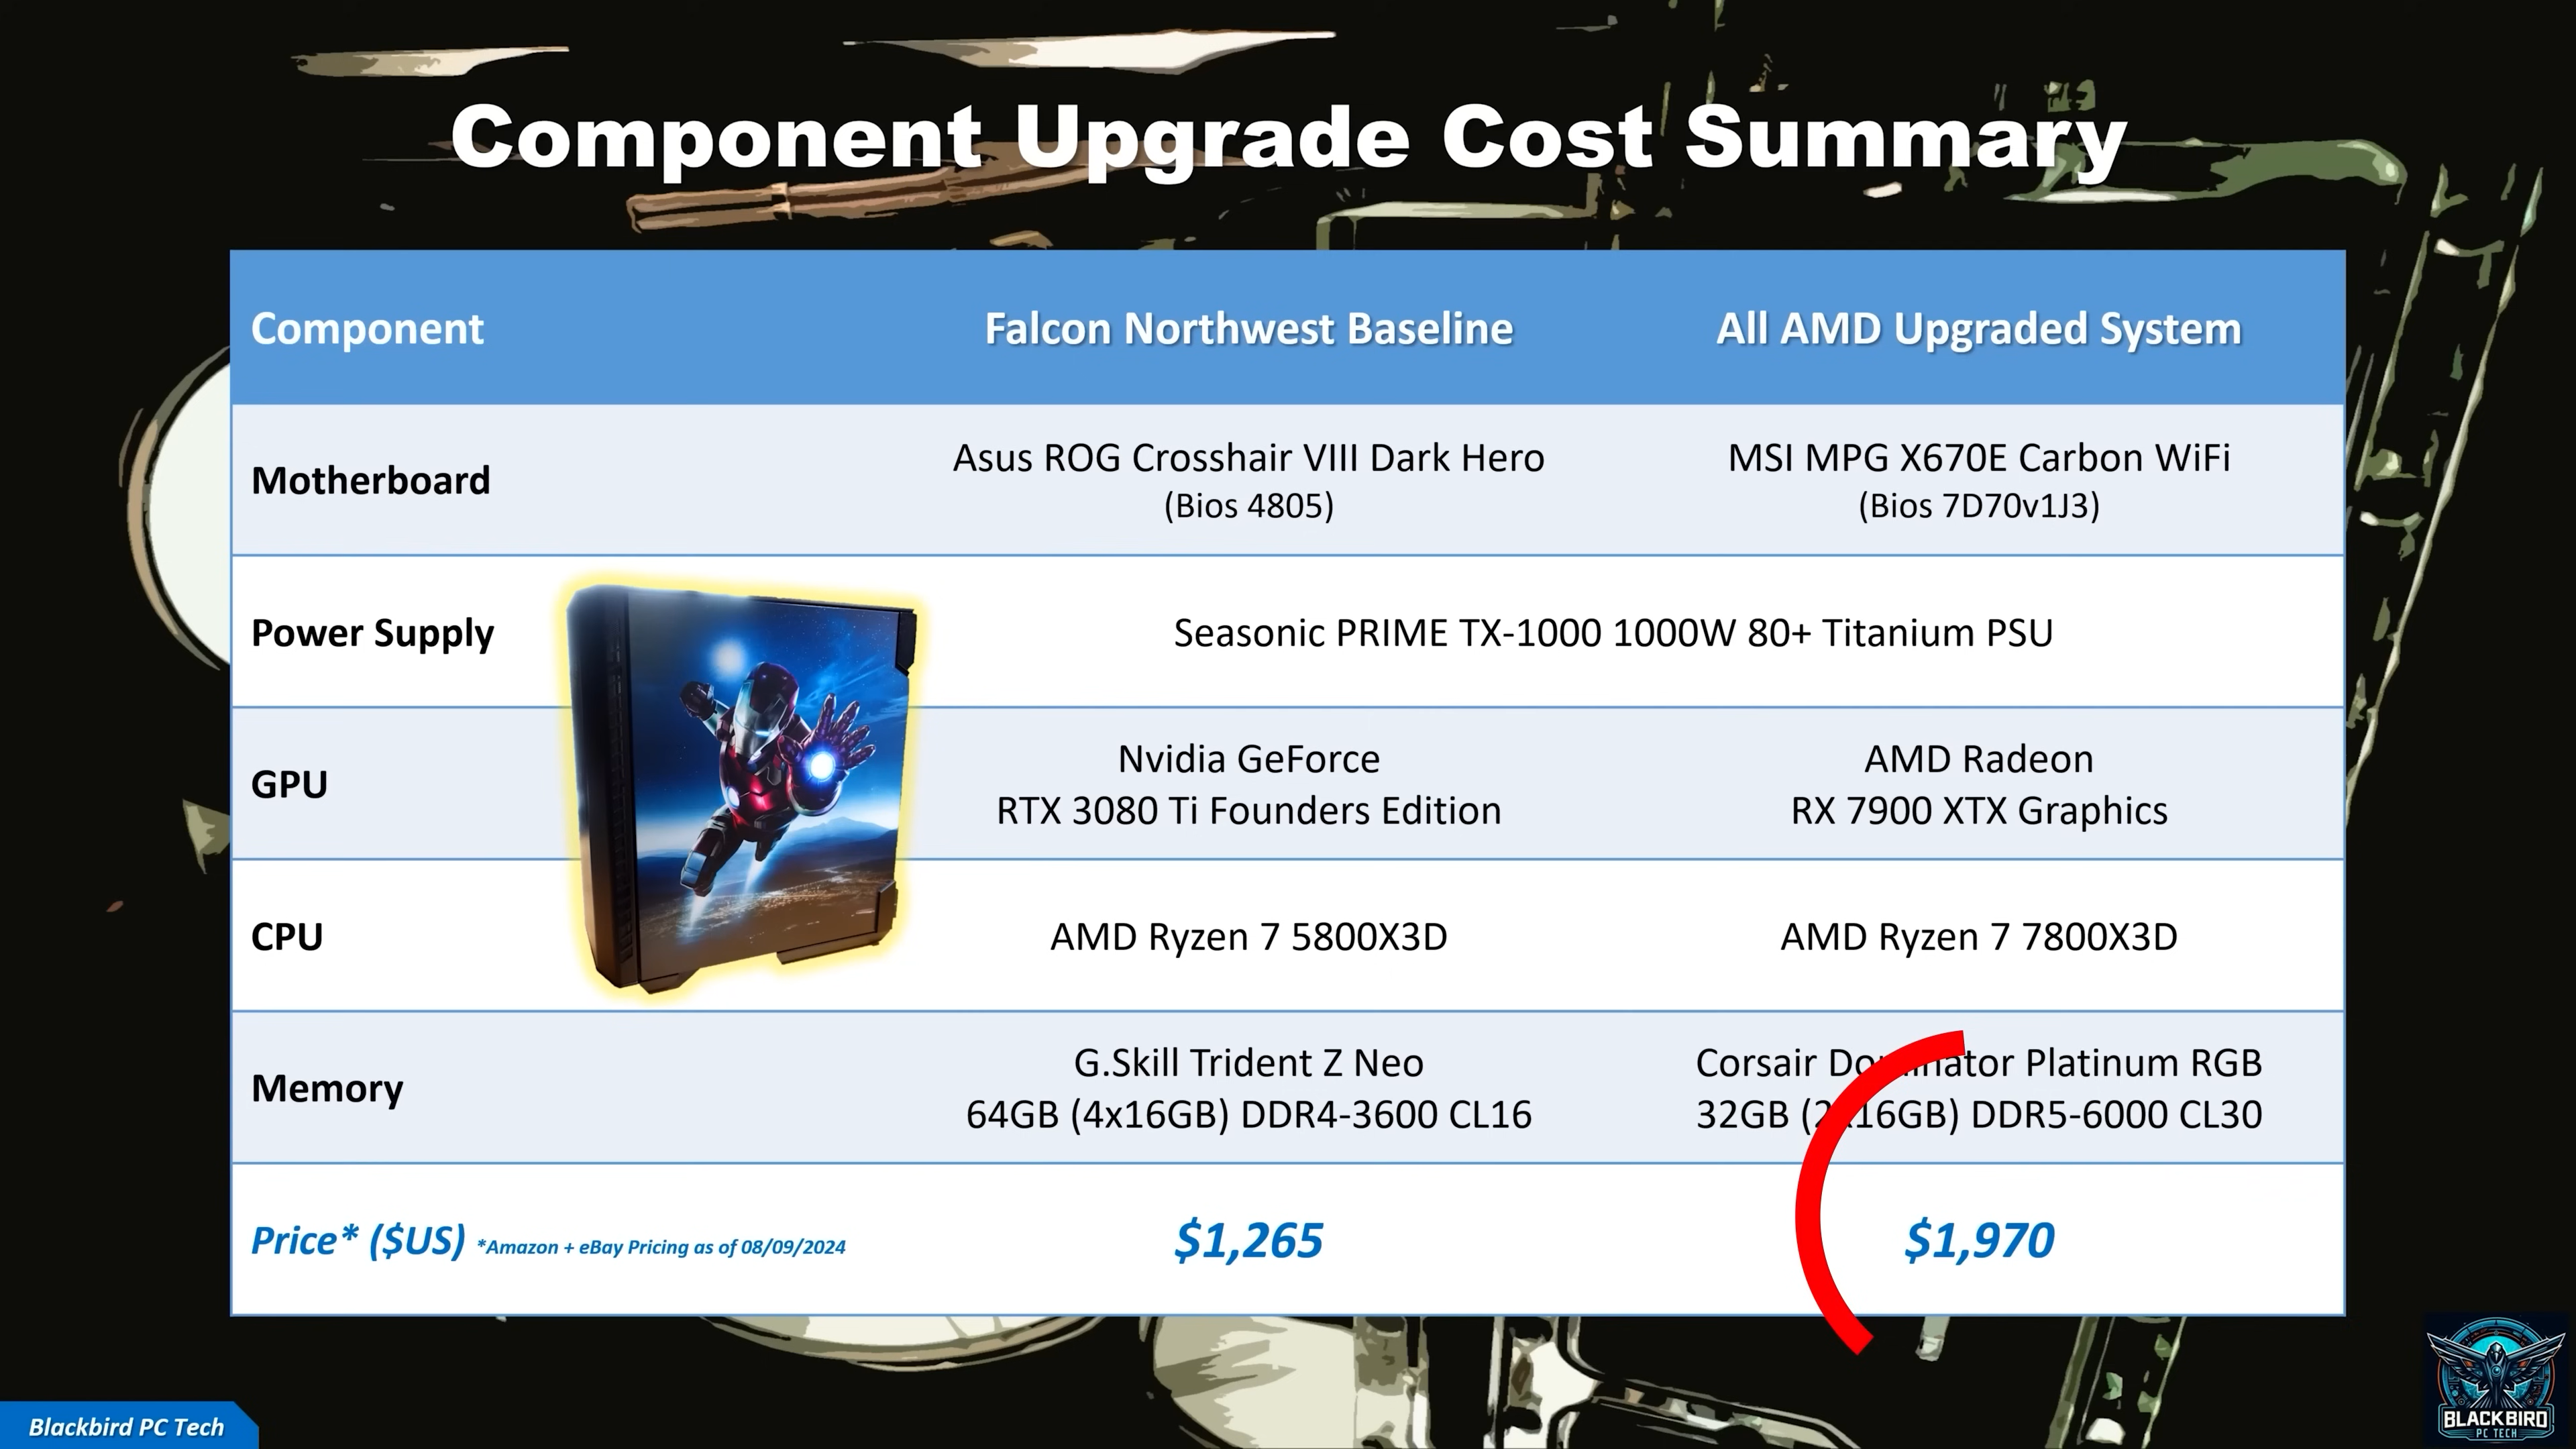 Component Upgrade Cost Summary
Component
Falcon Northwest Baseline
All AMD Upgraded System
Motherboard
Asus ROG Crosshair VIII Dark Hero
(Bios 4805)
MSI MPG X670E Carbon WiFi
(Bios 7D70v1J3)
Power Supply
Seasonic PRIME TX-1000 1000W 80+ Titanium PSU
GPU
Nvidia GeForce
RTX 3080 Ti Founders Edition
AMD Radeon
RX 7900 XTX Graphics
CPU
AMD Ryzen 7 5800X3D
AMD Ryzen 7 7800X3D
Memory
G.Skill Trident Z Neo
64GB (4x16GB) DDR4-3600 CL16
Corsair Dominator Platinum RGB
32GB (2x16GB) DDR5-6000 CL30
Price* ($US) *Amazon + eBay Pricing as of 08/09/2024
$1,265
$1,970
Blackbird PC Tech
BLACKBIRD
PC TECH